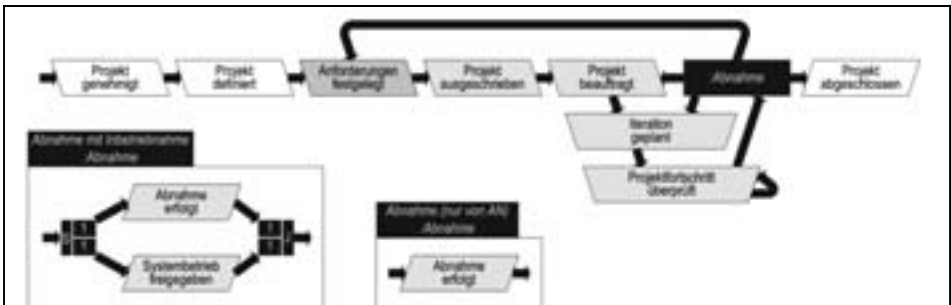 Projekt
genehmigt
Projekt
definiert
Anforderungen
festgelegt
Projekt
ausgeschrieben
Projekt
beauftragt
Abnahme
Projekt
abgeschlossen
Iteration
geplant
Projektfortschritt
überprüft
Abnahme mit Inbetriebnahme
:Abnahme
Abnahme
erfolgt
Systembetrieb
freigegeben
Abnahme (nur von AN)
:Abnahme
Abnahme
erfolgt